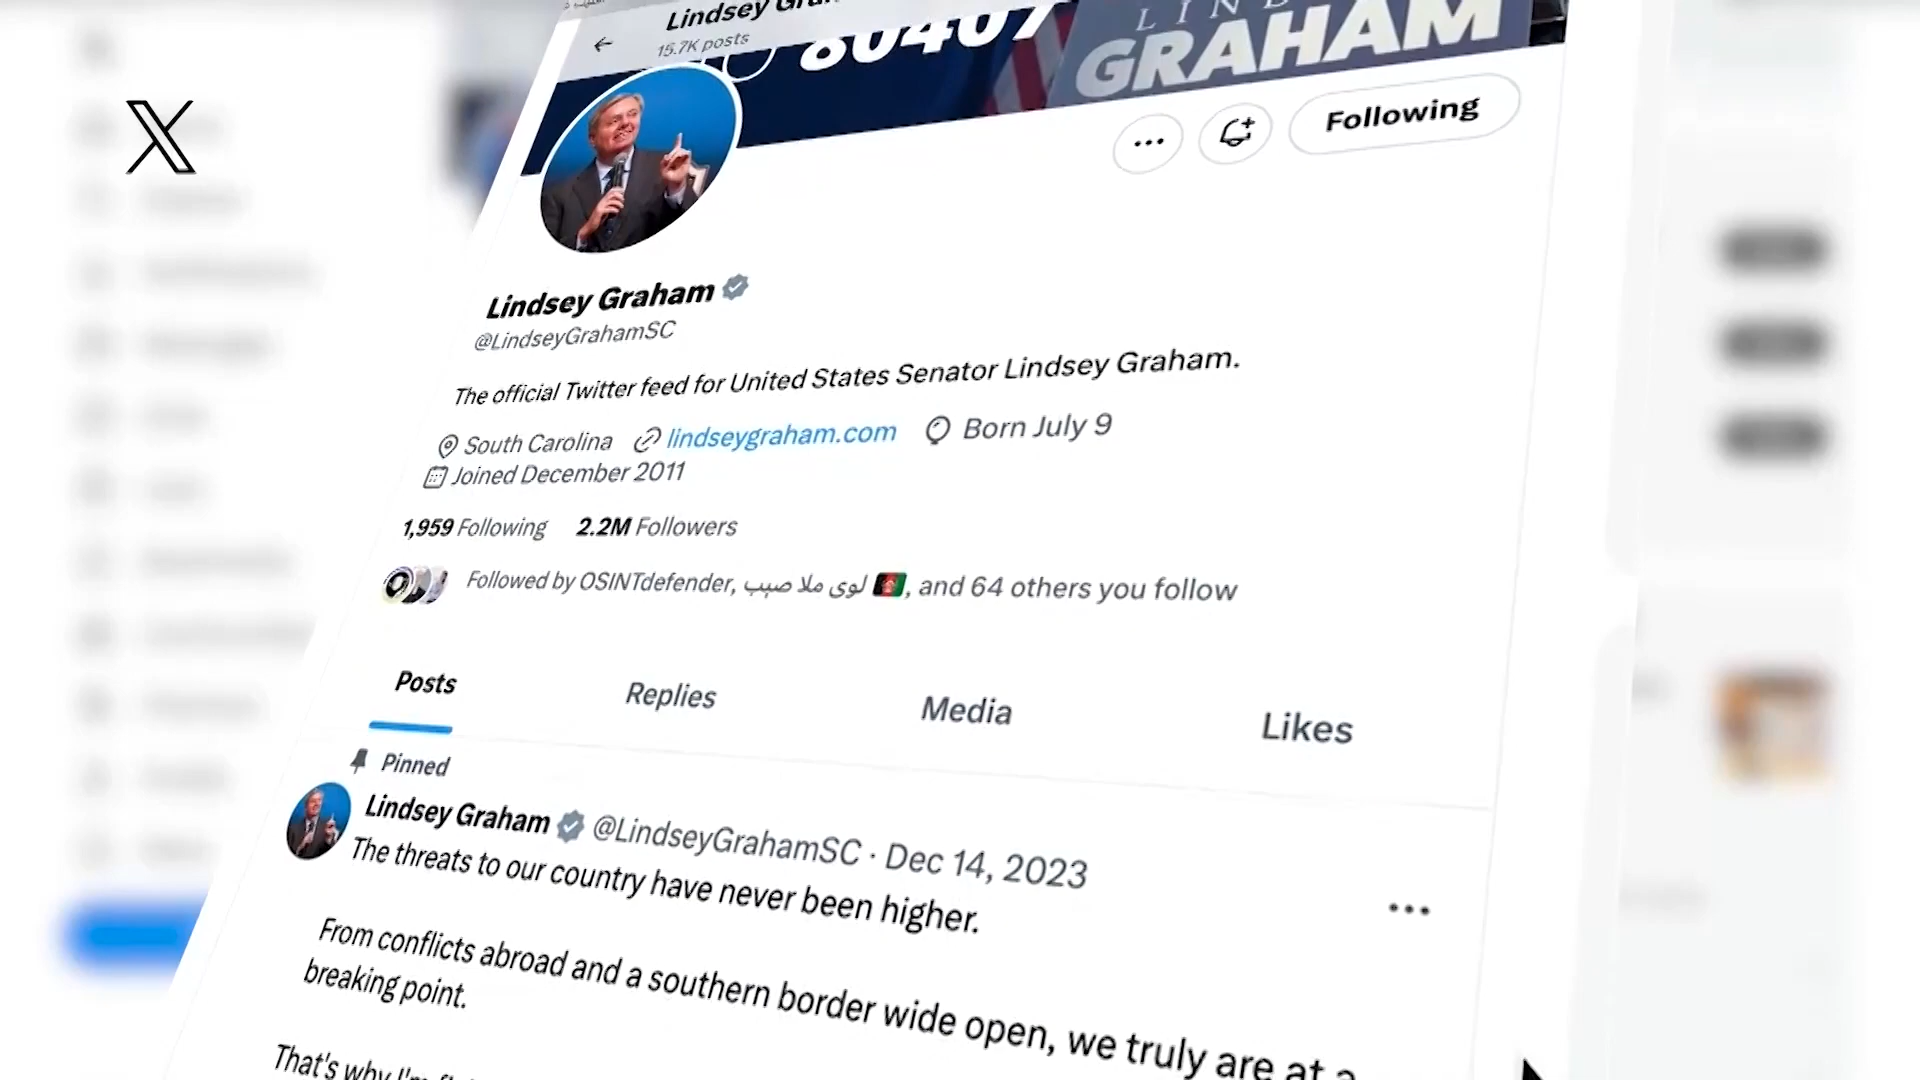 Lindsey
15.7K posts
80407
GRAHAM
Following
Lindsey Graham
@LindseyGrahamSC
The official Twitter feed for United States Senator Lindsey Graham.
South Carolina lindseygraham.com Born July 9
Joined December 2011
1,959 Following 2.2M Followers
Followed by OSINTdefender, لوی ملا صیب 🇦🇫, and 64 others you follow
Posts Replies Media Likes
Pinned
Lindsey Graham @LindseyGrahamSC · Dec 14, 2023
The threats to our country have never been higher.
From conflicts abroad and a southern border wide open, we truly are at a
breaking point.
That's why I'm